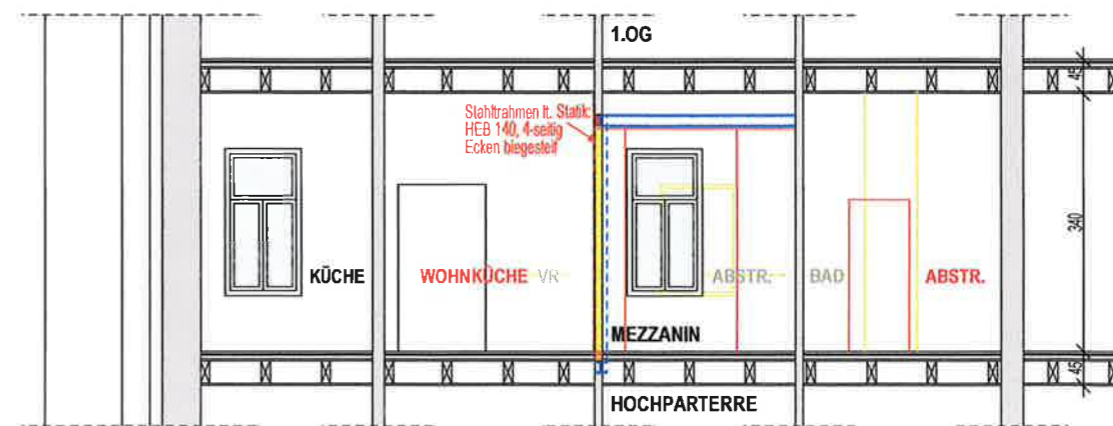 1.OG
45
Stahlrahmen lt. Statik:
HEB 140, 4-seitig
Ecken biegesteif
340
KÜCHE
WOHNKÜCHE VR
ABSTR.
BAD
ABSTR.
MEZZANIN
45
HOCHPARTERRE